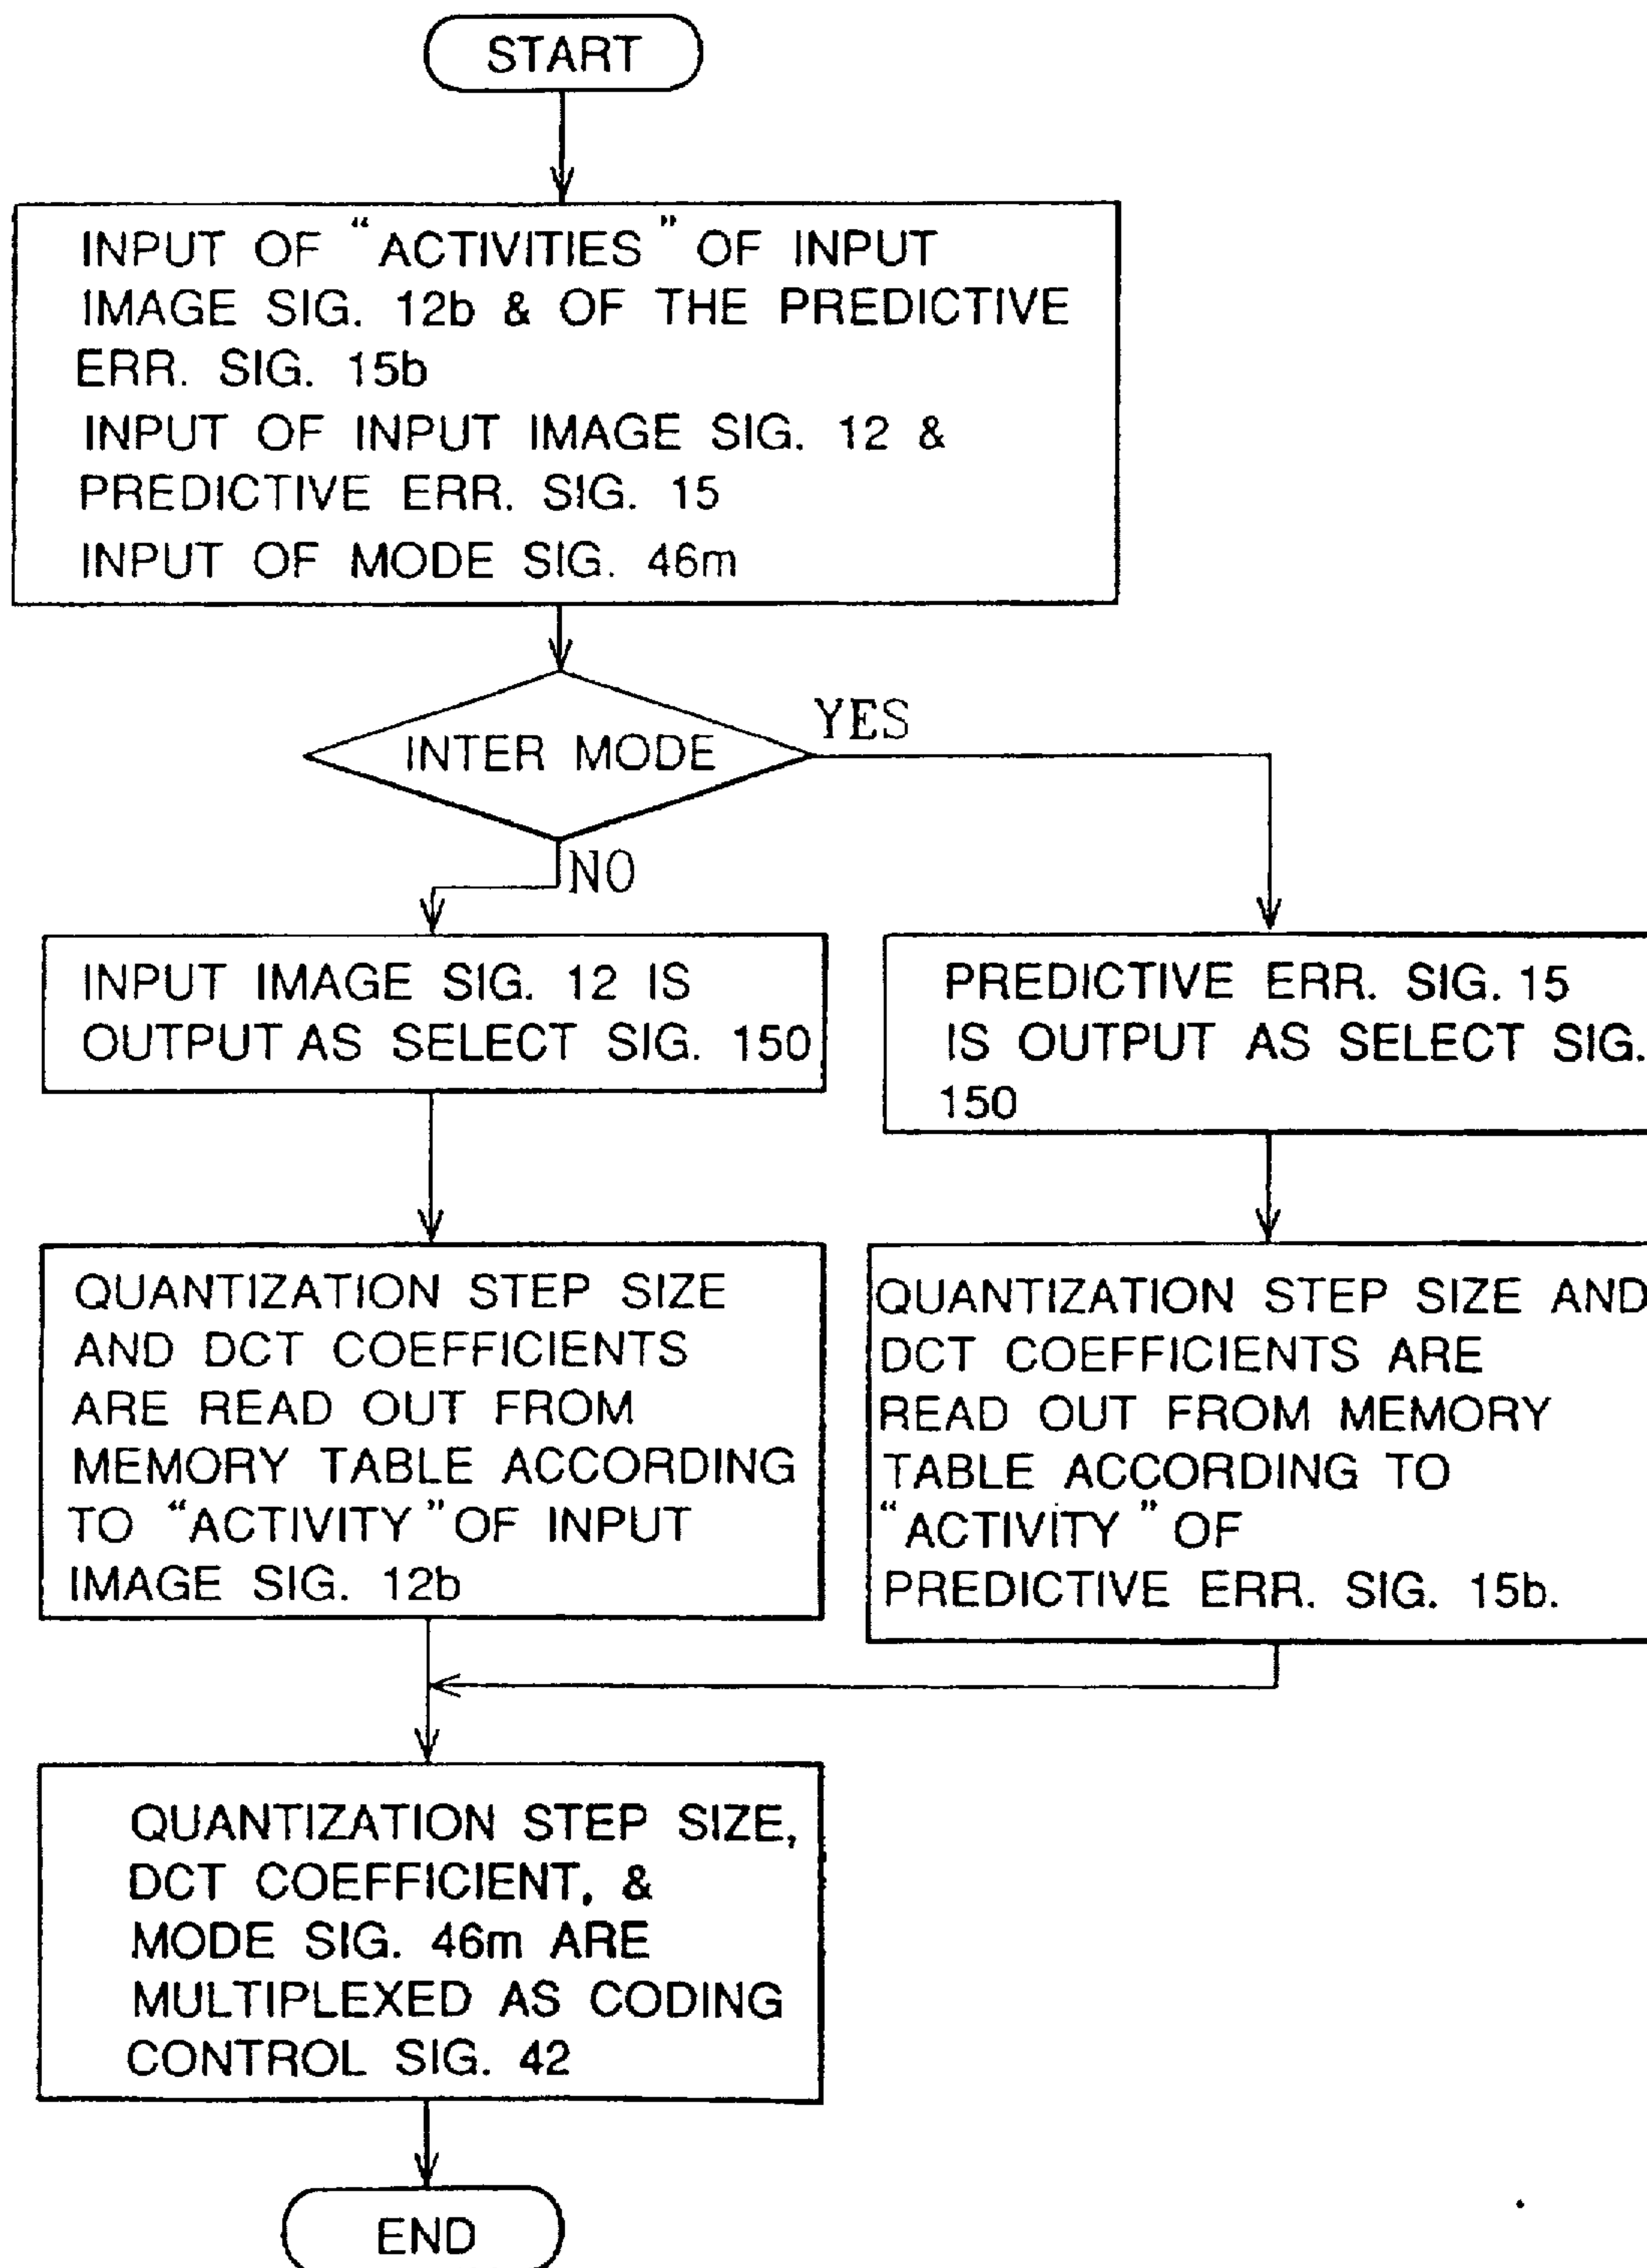 START
INPUT OF "ACTIVITIES" OF INPUT
IMAGE SIG. 12b & OF THE PREDICTIVE
ERR. SIG. 15b
INPUT OF INPUT IMAGE SIG. 12 &
PREDICTIVE ERR. SIG. 15
INPUT OF MODE SIG. 46m
INTER MODE
YES
NO
INPUT IMAGE SIG. 12 IS
OUTPUT AS SELECT SIG. 150
PREDICTIVE ERR. SIG. 15
IS OUTPUT AS SELECT SIG.
150
QUANTIZATION STEP SIZE
AND DCT COEFFICIENTS
ARE READ OUT FROM
MEMORY TABLE ACCORDING
TO "ACTIVITY" OF INPUT
IMAGE SIG. 12b
QUANTIZATION STEP SIZE AND
DCT COEFFICIENTS ARE
READ OUT FROM MEMORY
TABLE ACCORDING TO
"ACTIVITY" OF
PREDICTIVE ERR. SIG. 15b.
QUANTIZATION STEP SIZE,
DCT COEFFICIENT, &
MODE SIG. 46m ARE
MULTIPLEXED AS CODING
CONTROL SIG. 42
END